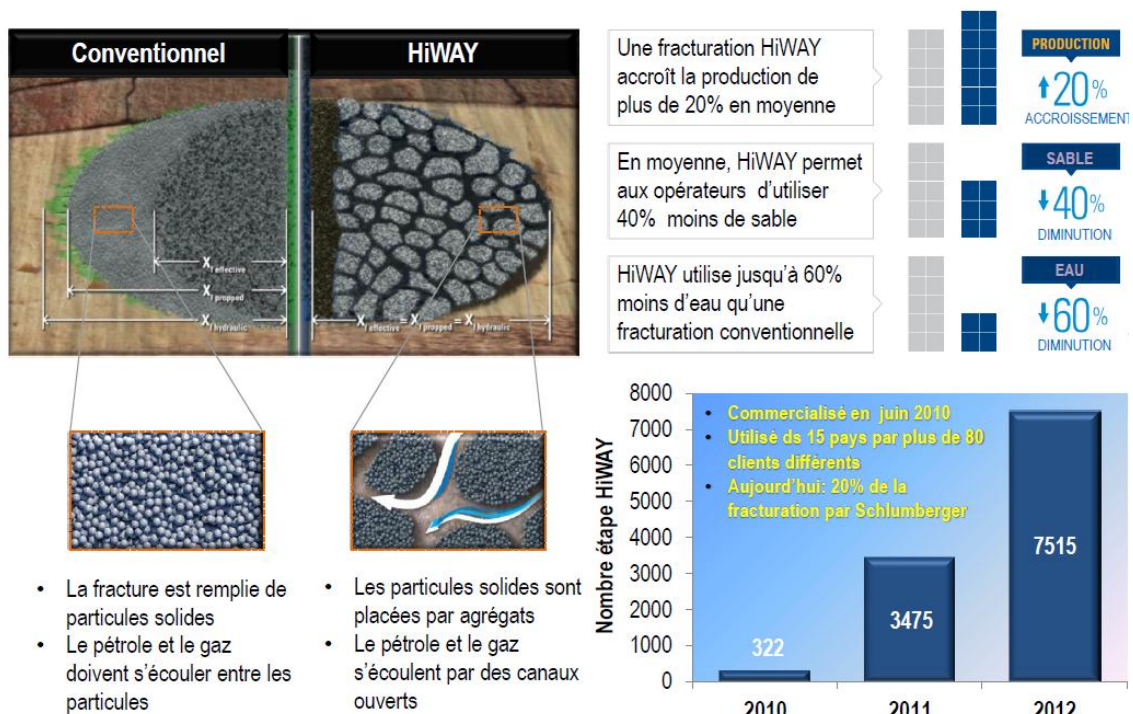 Conventionnel
HiWAY
X f effective
X f propped
X f hydraulic
X f effective = X f propped = X f hydraulic
• La fracture est remplie de
particules solides
• Le pétrole et le gaz
doivent s'écouler entre les
particules
• Les particules solides sont
placées par agrégats
• Le pétrole et le gaz
s'écoulent par des canaux
ouverts
Une fracturation HiWAY
accroît la production de
plus de 20% en moyenne
PRODUCTION
20%
ACCROISSEMENT
En moyenne, HiWAY permet
aux opérateurs d'utiliser
40% moins de sable
SABLE
40%
DIMINUTION
HiWAY utilise jusqu'à 60%
moins d'eau qu'une
fracturation conventionnelle
EAU
60%
DIMINUTION
Nombre étape HiWAY
8000
7000
6000
5000
4000
3000
2000
1000
0
• Commercialisé en juin 2010
• Utilisé ds 15 pays par plus de 80
clients différents
• Aujourd'hui: 20% de la
fracturation par Schlumberger
322
3475
7515
2010
2011
2012